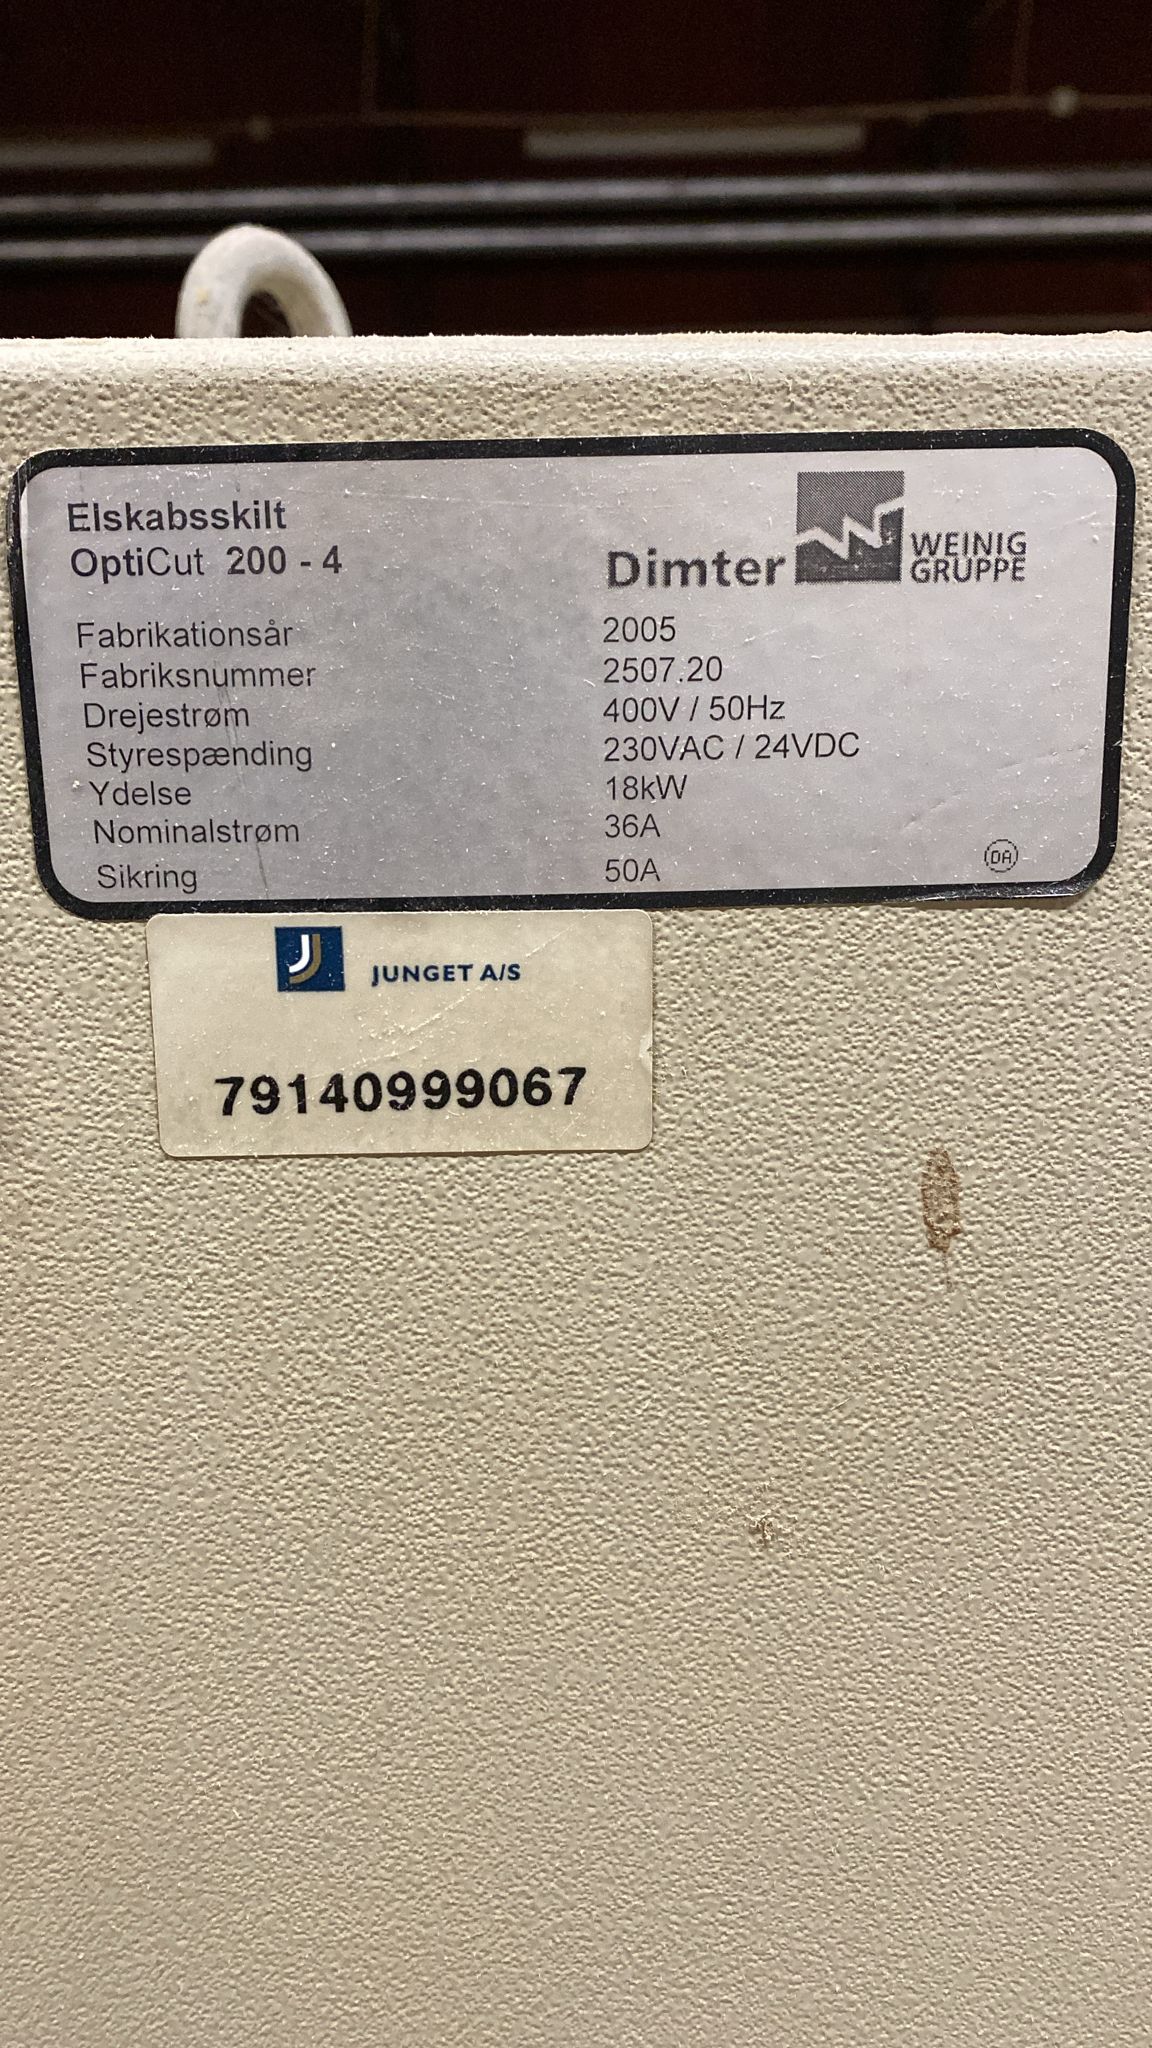 Elskabsskilt
OptiCut 200 - 4
Dimter
WEINIG
GRUPPE
Fabrikationsår 2005
Fabriksnummer 2507.20
Drejestrøm 400V / 50Hz
Styrespænding 230VAC / 24VDC
Ydelse 18kW
Nominalstrøm 36A
Sikring 50A
DA
JUNGET A/S
79140999067